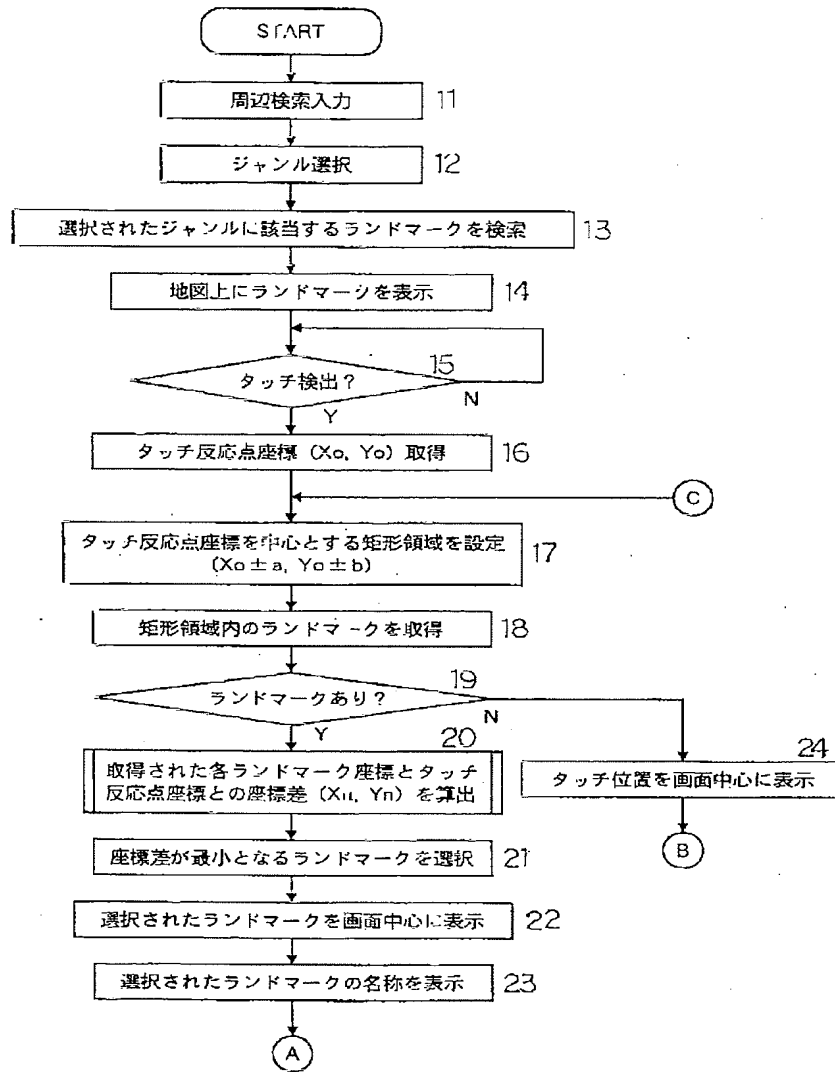 START
周辺検索入力 11
ジャンル選択 12
選択されたジャンルに該当するランドマークを検索 13
地図上にランドマークを表示 14
15
タッチ検出？
N
Y
タッチ反応点座標（Xo, Yo）取得 16
C
タッチ反応点座標を中心とする矩形領域を設定
（Xo±a, Yo±b） 17
矩形領域内のランドマークを取得 18
19
ランドマークあり？
N
Y
20
取得された各ランドマーク座標とタッチ
反応点座標との座標差（Xn, Yn）を算出
24
タッチ位置を画面中心に表示
B
座標差が最小となるランドマークを選択 21
選択されたランドマークを画面中心に表示 22
選択されたランドマークの名称を表示 23
A